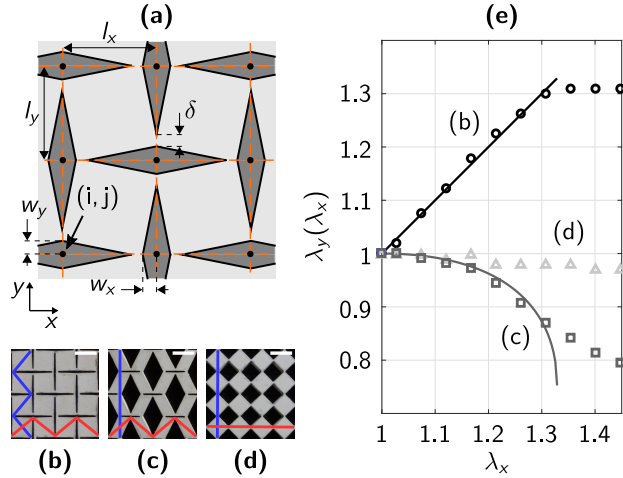 (a)
l_x
l_y
δ
(i, j)
w_y
w_x
y
x
(b)
(c)
(d)
(e)
λ_y(λ_x)
1.3
1.2
1.1
1
0.9
0.8
(b)
(d)
(c)
1
1.1
1.2
1.3
1.4
λ_x